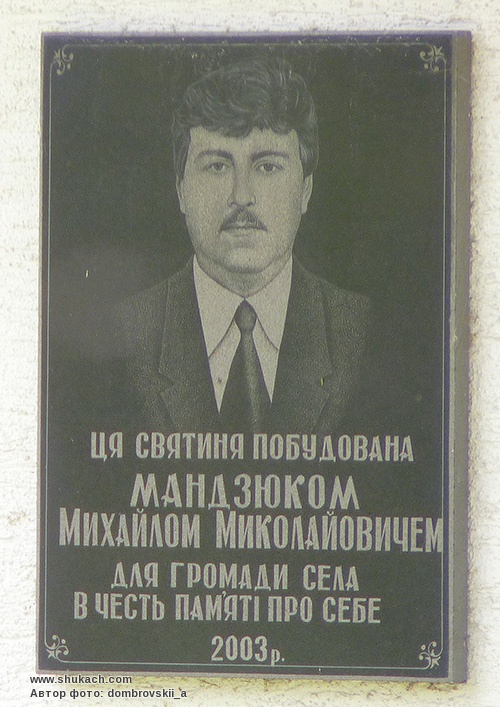 ЦЯ СВЯТИНЯ ПОБУДОВАНА
МАНДЗЮКОМ
МИХАЙЛОМ МИКОЛАЙОВИЧЕМ
ДЛЯ ГРОМАДИ СЕЛА
В ЧЕСТЬ ПАМ'ЯТІ ПРО СЕБЕ
2003р.
www.shukach.com
Автор фото: dombrovskii_a